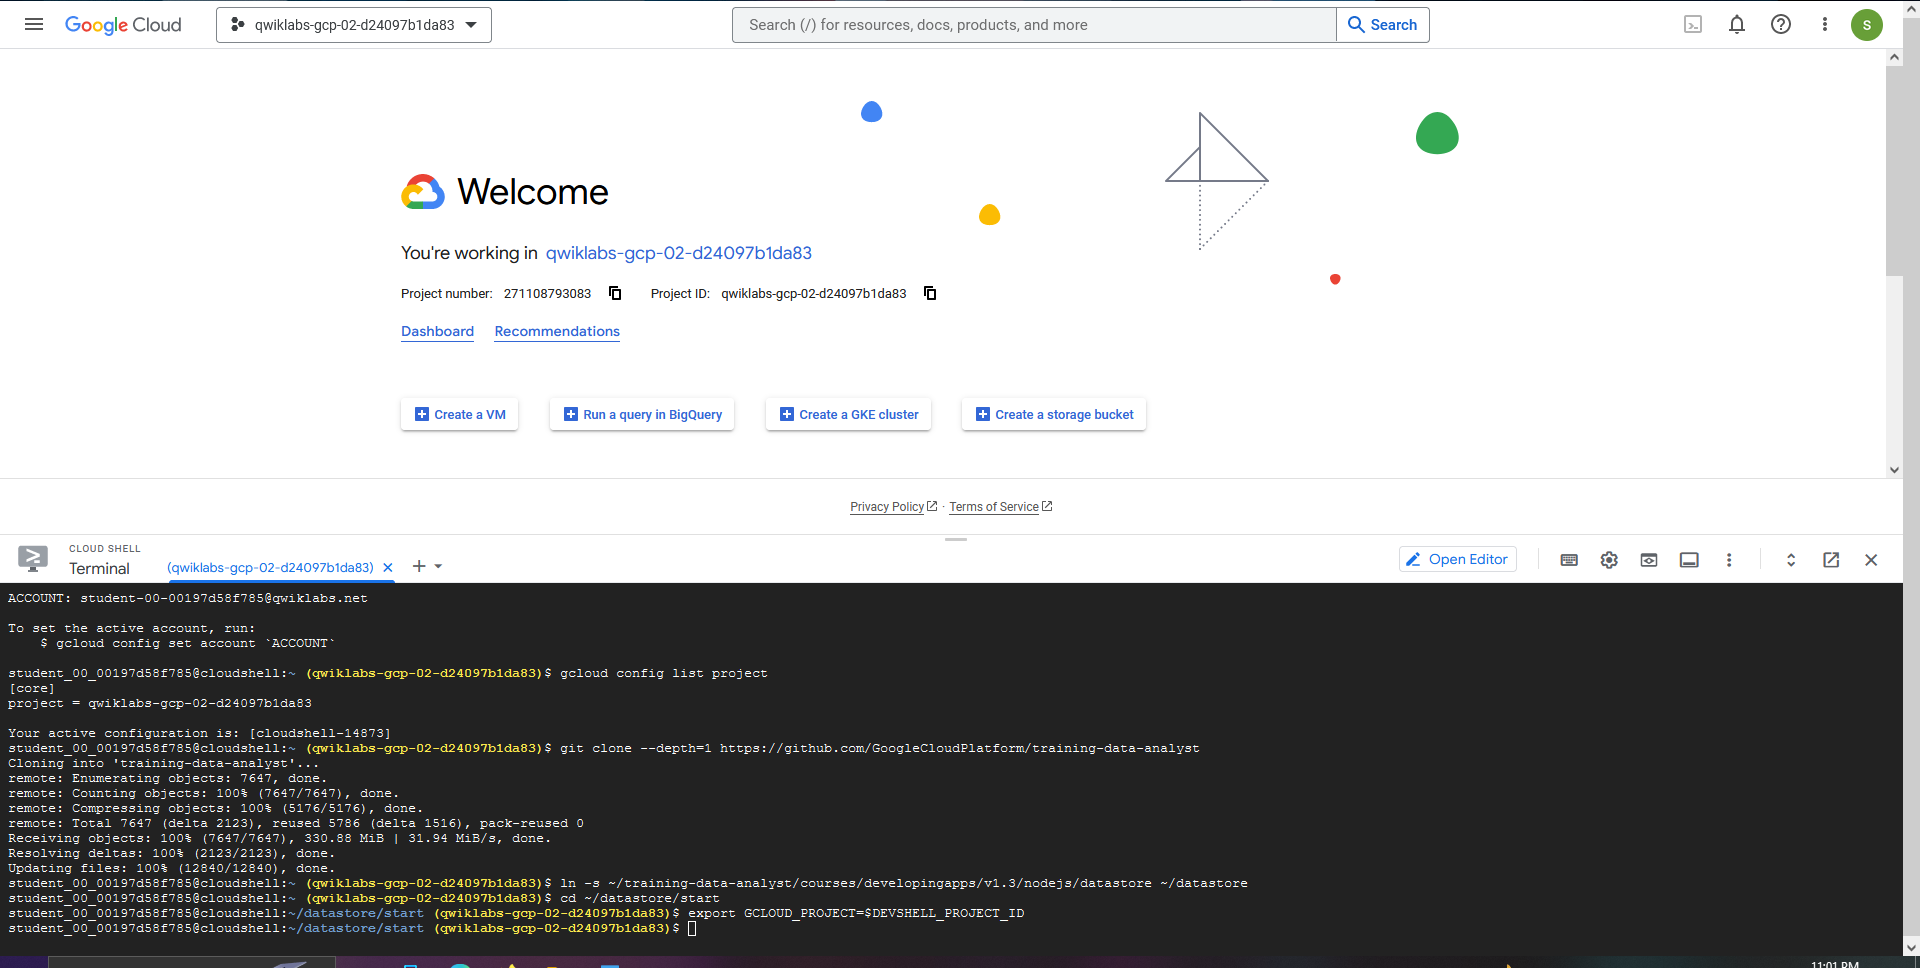 Google Cloud
qwiklabs-gcp-02-d24097b1da83
Search (/) for resources, docs, products, and more
Search
S
Welcome
You're working in qwiklabs-gcp-02-d24097b1da83
Project number: 271108793083 Project ID: qwiklabs-gcp-02-d24097b1da83
Dashboard Recommendations
Create a VM Run a query in BigQuery Create a GKE cluster Create a storage bucket
Privacy Policy · Terms of Service
CLOUD SHELL
Terminal
(qwiklabs-gcp-02-d24097b1da83)
Open Editor
ACCOUNT: student-00-00197d58f785@qwiklabs.net
To set the active account, run:
$ gcloud config set account `ACCOUNT`
student_00_00197d58f785@cloudshell:~ (qwiklabs-gcp-02-d24097b1da83)$ gcloud config list project
[core]
project = qwiklabs-gcp-02-d24097b1da83
Your active configuration is: [cloudshell-14873]
student_00_00197d58f785@cloudshell:~ (qwiklabs-gcp-02-d24097b1da83)$ git clone --depth=1 https://github.com/GoogleCloudPlatform/training-data-analyst
Cloning into 'training-data-analyst'...
remote: Enumerating objects: 7647, done.
remote: Counting objects: 100% (7647/7647), done.
remote: Compressing objects: 100% (5176/5176), done.
remote: Total 7647 (delta 2123), reused 5786 (delta 1516), pack-reused 0
Receiving objects: 100% (7647/7647), 330.88 MiB | 31.94 MiB/s, done.
Resolving deltas: 100% (2123/2123), done.
Updating files: 100% (12840/12840), done.
student_00_00197d58f785@cloudshell:~ (qwiklabs-gcp-02-d24097b1da83)$ ln -s ~/training-data-analyst/courses/developingapps/v1.3/nodejs/datastore ~/datastore
student_00_00197d58f785@cloudshell:~ (qwiklabs-gcp-02-d24097b1da83)$ cd ~/datastore/start
student_00_00197d58f785@cloudshell:~/datastore/start (qwiklabs-gcp-02-d24097b1da83)$ export GCLOUD_PROJECT=$DEVSHELL_PROJECT_ID
student_00_00197d58f785@cloudshell:~/datastore/start (qwiklabs-gcp-02-d24097b1da83)$
11:01 PM